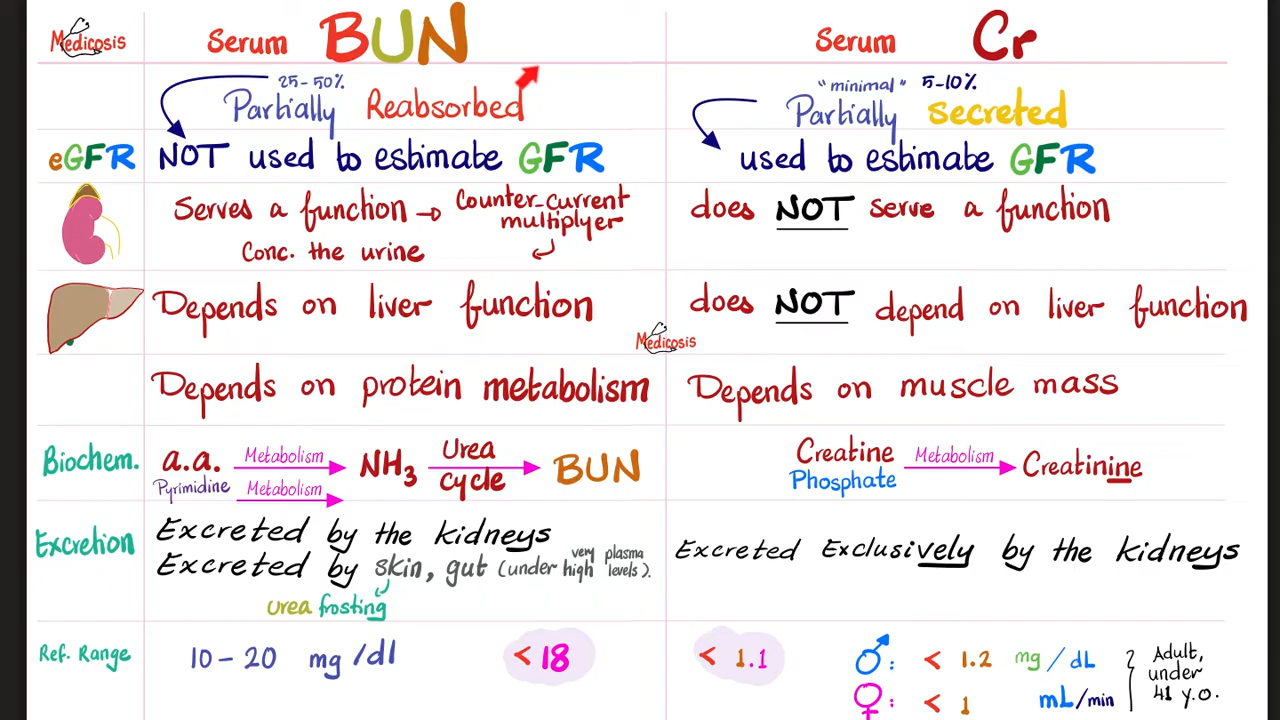 Medicosis
Serum BUN
Serum Cr
25-50%
Partially Reabsorbed
"minimal" 5-10%
Partially secreted
eGFR
NOT used to estimate GFR
used to estimate GFR
Serves a function → Counter-current
multiplyer
Conc. the urine
does NOT serve a function
Depends on liver function
does NOT depend on liver function
Medicosis
Depends on protein metabolism
Depends on muscle mass
Biochem.
a.a. Metabolism NH3 Urea cycle BUN
Pyrimidine Metabolism
Creatine Metabolism Creatinine
Phosphate
Excretion
Excreted by the kidneys
Excreted by skin, gut (under very high plasma levels).
urea frosting
Excreted Exclusively by the kidneys
Ref. Range
10-20 mg/dl <18
<1.1
♂: < 1.2 mg/dL
♀: < 1 mL/min
Adult,
under
41 y.o.